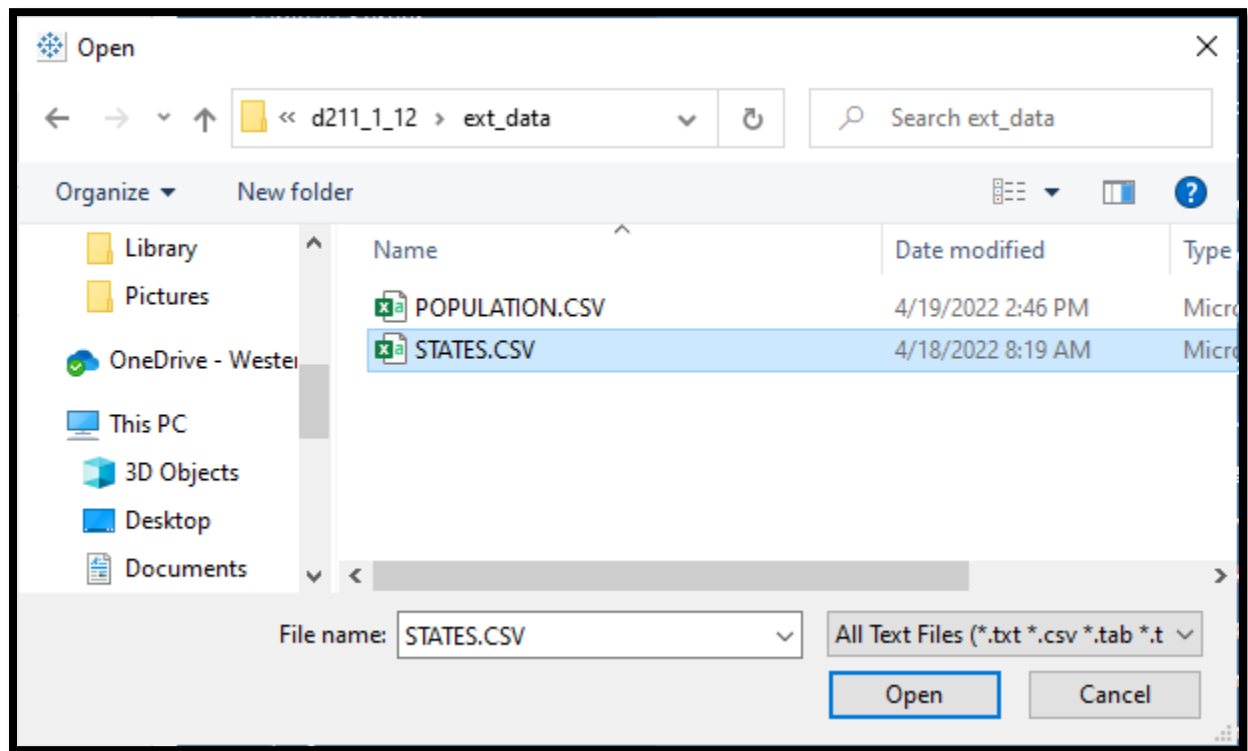 Open
« d211_1_12 > ext_data
Search ext_data
Organize New folder
Library
Pictures
OneDrive - Wester
This PC
3D Objects
Desktop
Documents
Name Date modified Type
POPULATION.CSV 4/19/2022 2:46 PM Micro
STATES.CSV 4/18/2022 8:19 AM Micro
File name: STATES.CSV All Text Files (*.txt *.csv *.tab *.t
Open Cancel